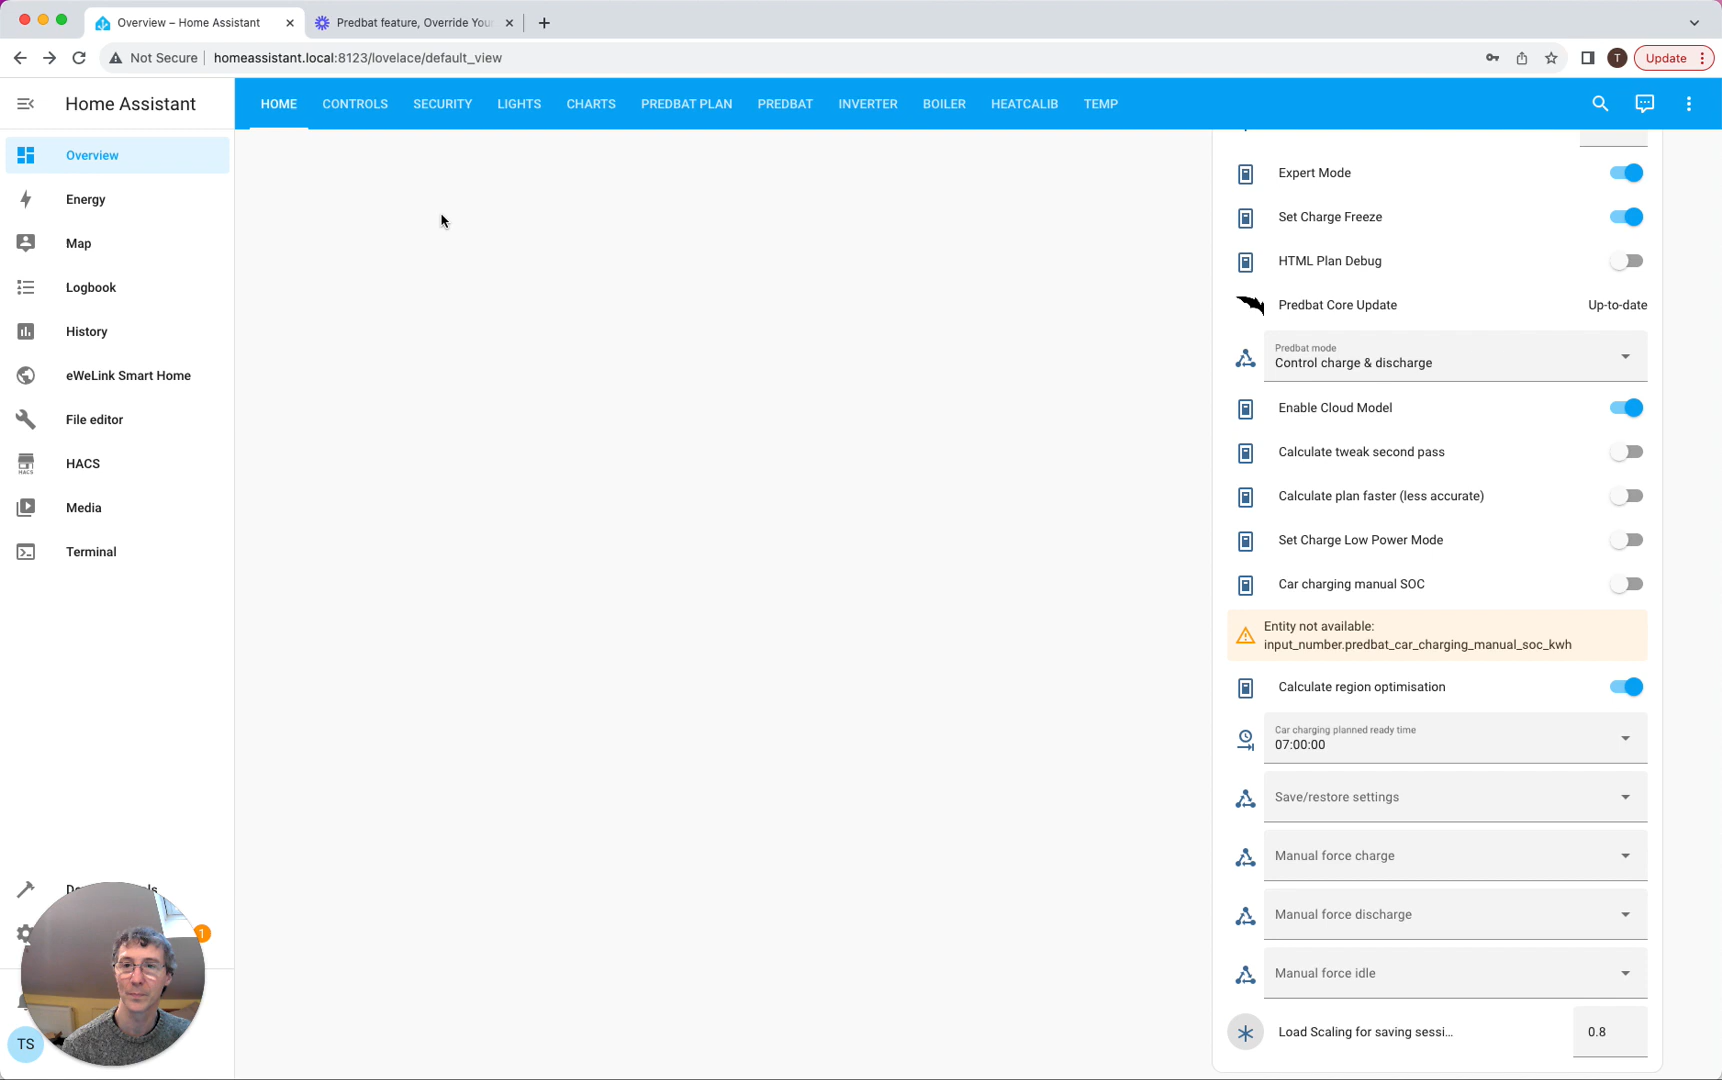 Overview – Home Assistant
Predbat feature, Override You
Not Secure
homeassistant.local:8123/lovelace/default_view
T
Update
Home Assistant
HOME
CONTROLS
SECURITY
LIGHTS
CHARTS
PREDBAT PLAN
PREDBAT
INVERTER
BOILER
HEATCALIB
TEMP
Overview
Energy
Map
Logbook
History
eWeLink Smart Home
File editor
HACS
HACS
Media
Terminal
1
TS
Expert Mode
Set Charge Freeze
HTML Plan Debug
Predbat Core Update
Up-to-date
Predbat mode
Control charge & discharge
Enable Cloud Model
Calculate tweak second pass
Calculate plan faster (less accurate)
Set Charge Low Power Mode
Car charging manual SOC
Entity not available:
input_number.predbat_car_charging_manual_soc_kwh
Calculate region optimisation
Car charging planned ready time
07:00:00
Save/restore settings
Manual force charge
Manual force discharge
Manual force idle
Load Scaling for saving sessi...
0.8